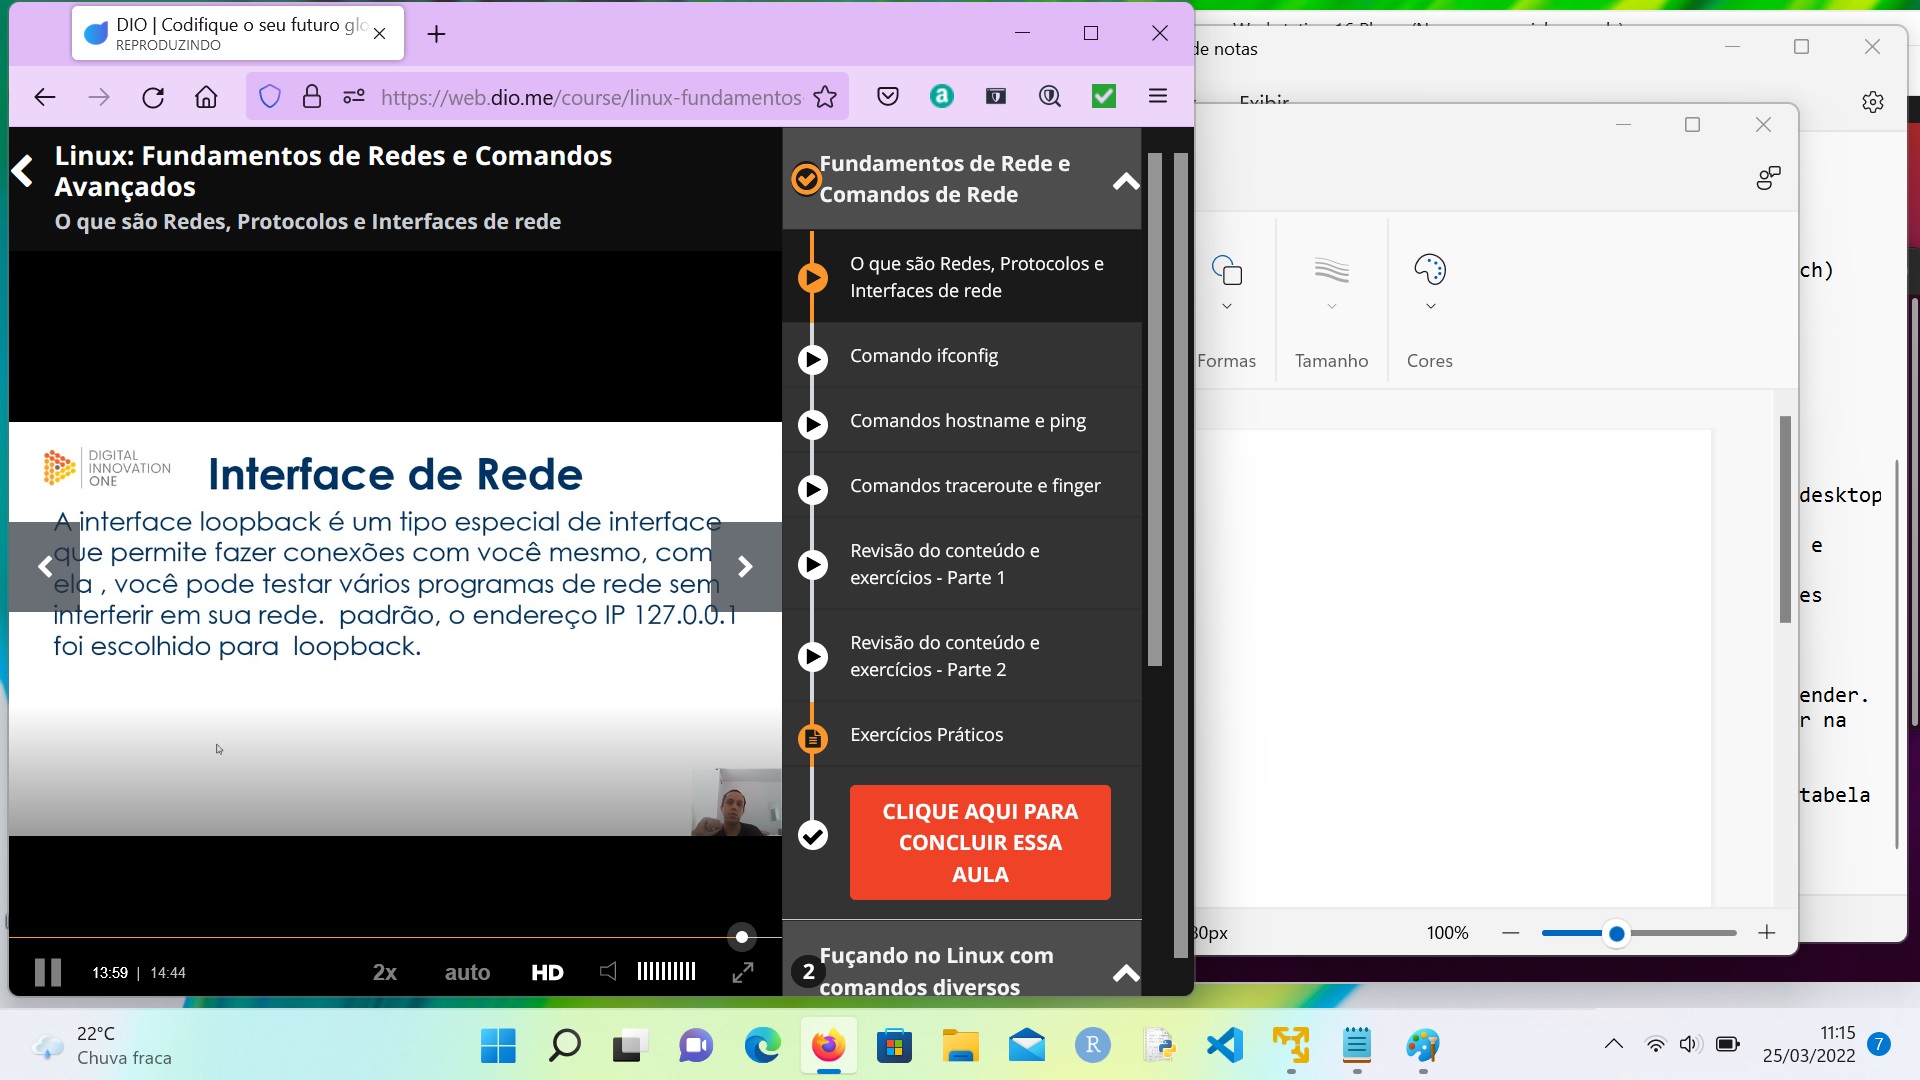 DIO | Codifique o seu futuro glo
REPRODUZINDO
https://web.dio.me/course/linux-fundamentos
Linux: Fundamentos de Redes e Comandos
Avançados
O que são Redes, Protocolos e Interfaces de rede
DIGITAL
INNOVATION
ONE
Interface de Rede
A interface loopback é um tipo especial de interface
que permite fazer conexões com você mesmo, com
ela , você pode testar vários programas de rede sem
interferir em sua rede. padrão, o endereço IP 127.0.0.1
foi escolhido para loopback.
13:59 | 14:44
2x
auto
HD
Fundamentos de Rede e
Comandos de Rede
O que são Redes, Protocolos e
Interfaces de rede
Comando ifconfig
Comandos hostname e ping
Comandos traceroute e finger
Revisão do conteúdo e
exercícios - Parte 1
Revisão do conteúdo e
exercícios - Parte 2
Exercícios Práticos
CLIQUE AQUI PARA
CONCLUIR ESSA
AULA
2
Fuçando no Linux com
comandos diversos
de notas
Exibir
Formas
Tamanho
Cores
ch)
desktop
e
es
ender.
r na
tabela
30px
100%
22°C
Chuva fraca
R
11:15
25/03/2022
7